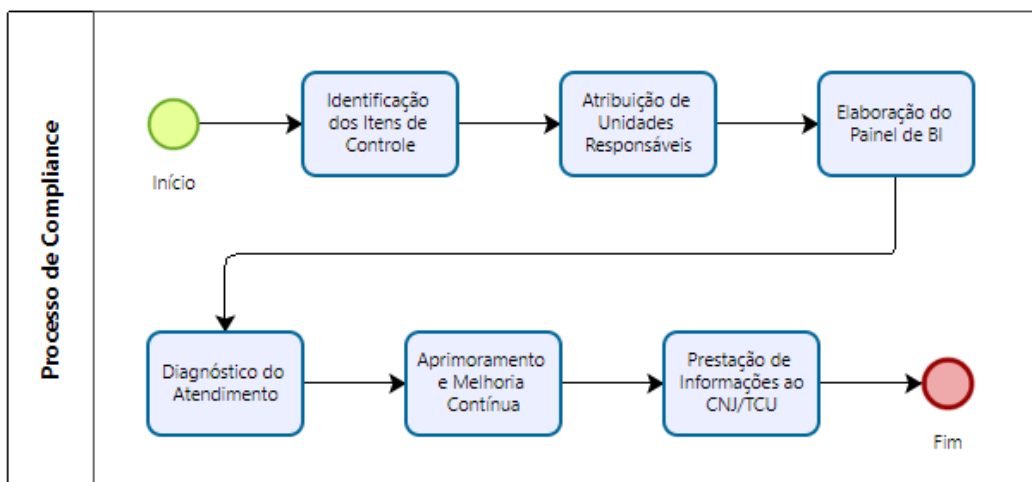 Processo de Compliance
Início
Identificação
dos Itens de
Controle
Atribuição de
Unidades
Responsáveis
Elaboração do
Painel de BI
Diagnóstico do
Atendimento
Aprimoramento
e Melhoria
Contínua
Prestação de
Informações ao
CNJ/TCU
Fim